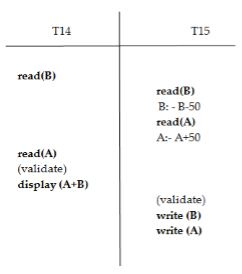 T14 T15
read(B)
read(B)
B: - B-50
read(A)
A:- A+50
read(A)
(validate)
display (A+B)
(validate)
write (B)
write (A)